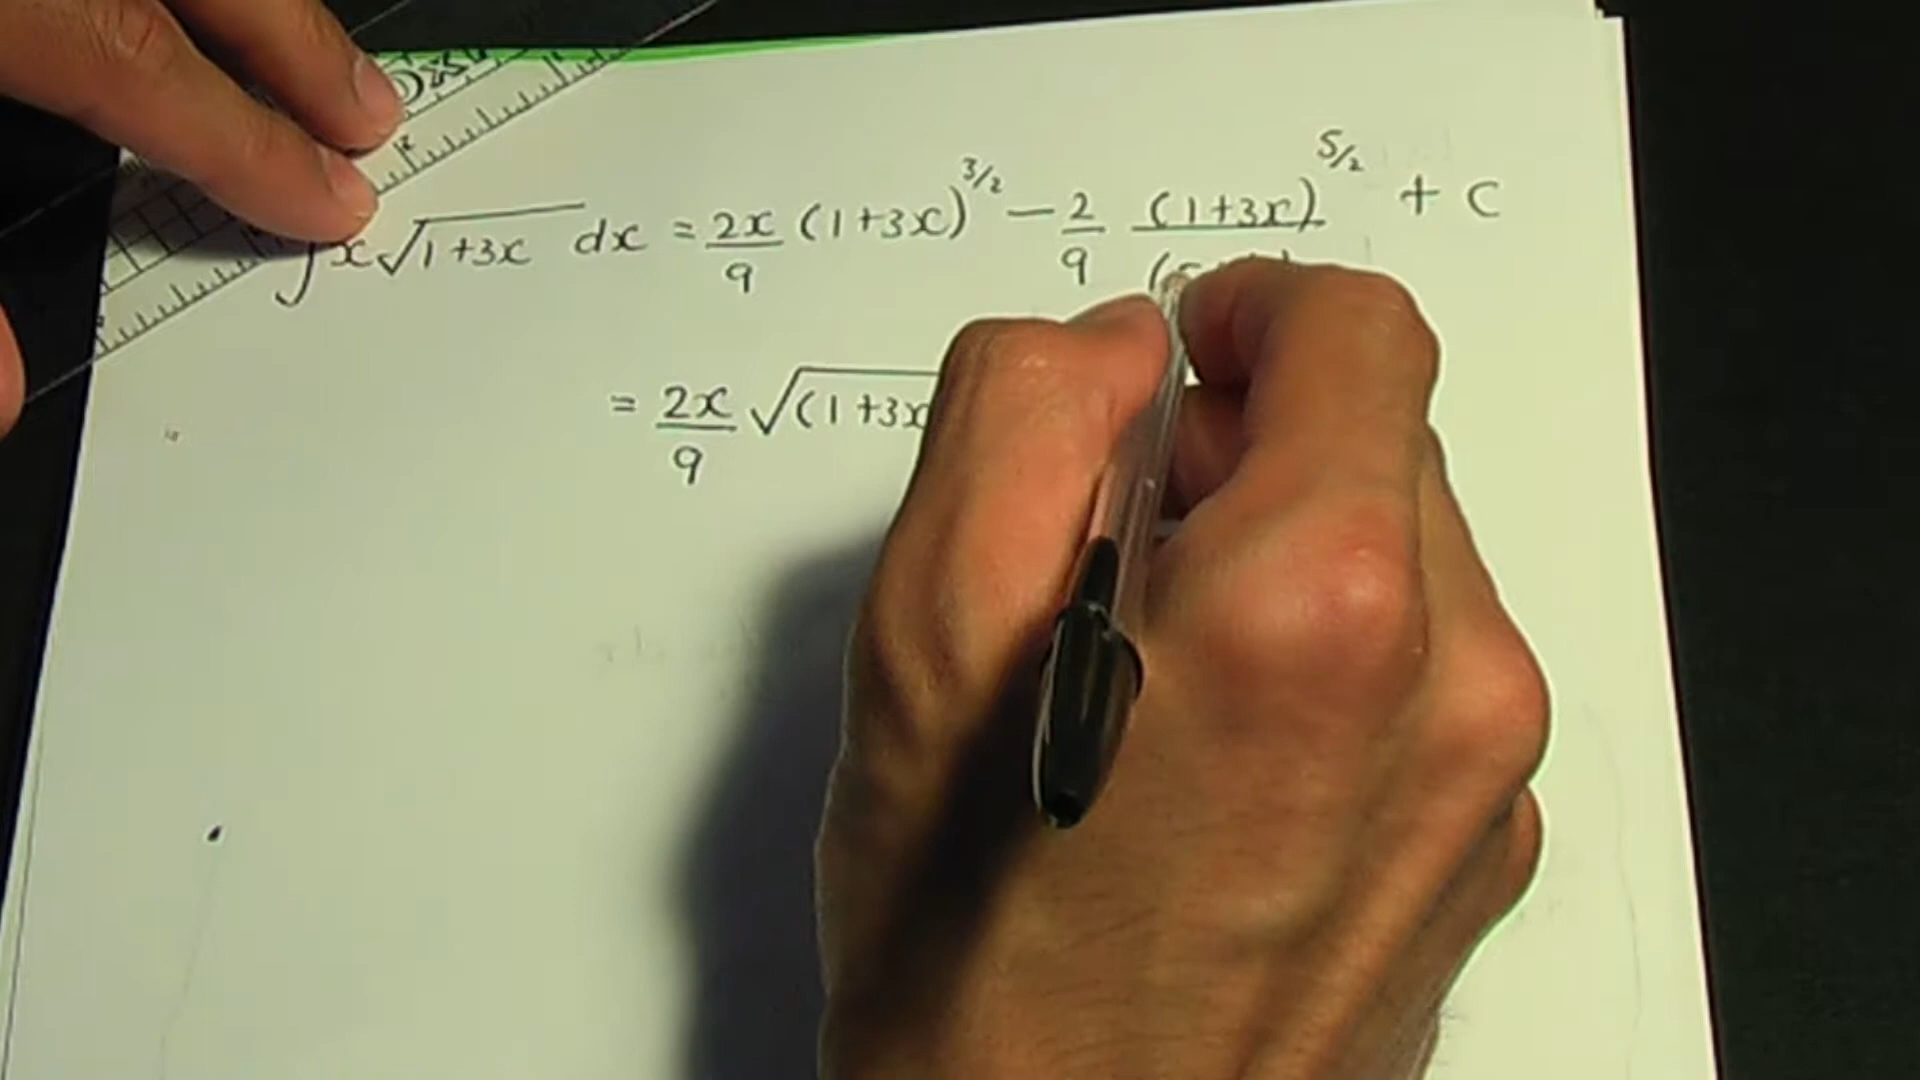 ∫x√1+3x dx = 2x/9 (1+3x)^3/2 − 2/9 (1+3x)^5/2 + C
= 2x/9 √(1+3x